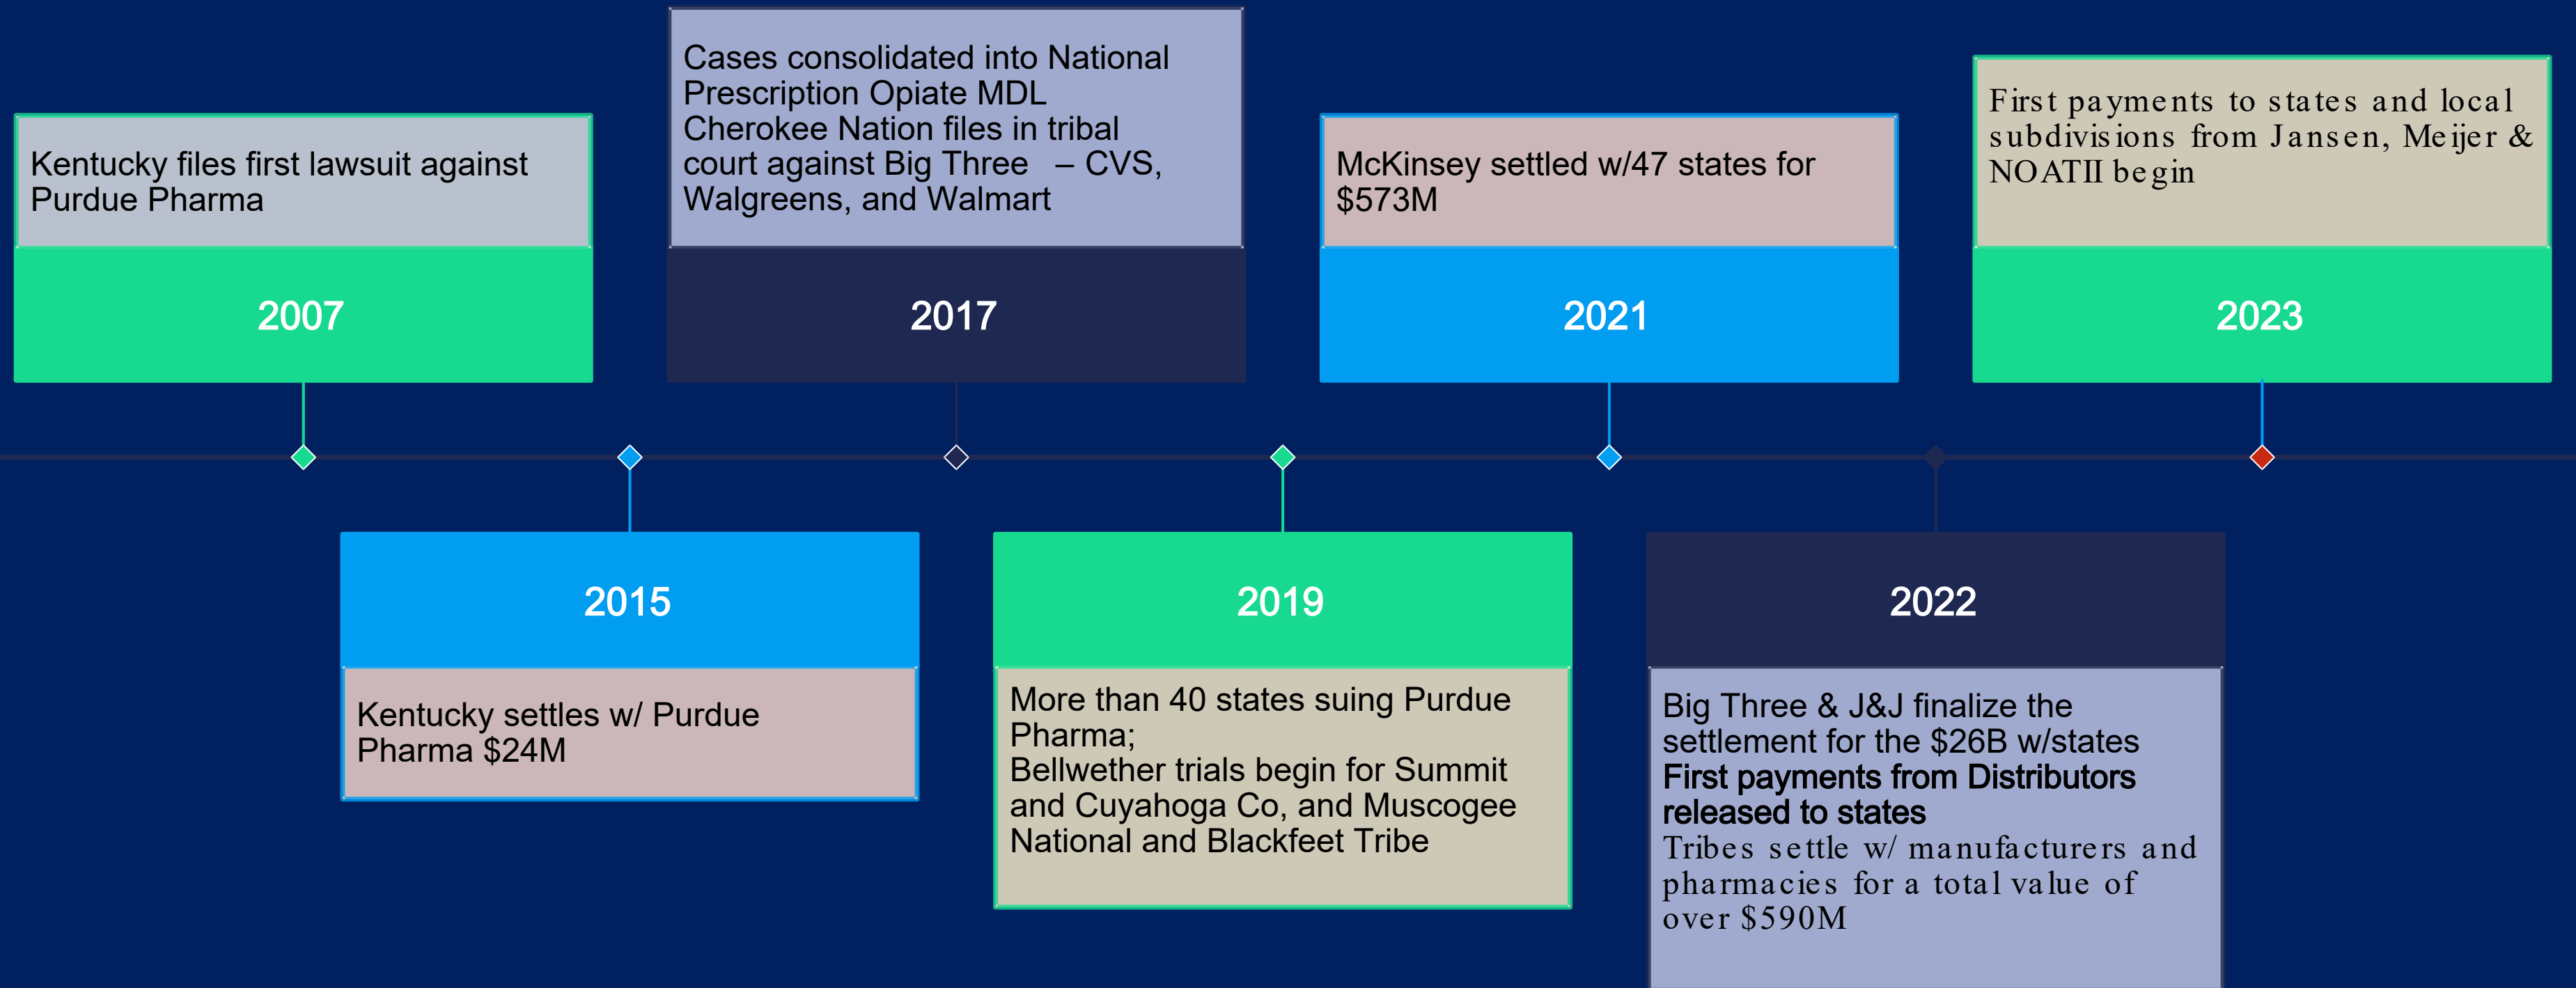 Kentucky files first lawsuit against
Purdue Pharma
2007
Kentucky settles w/ Purdue
Pharma $24M
2015
Cases consolidated into National
Prescription Opiate MDL
Cherokee Nation files in tribal
court against Big Three – CVS,
Walgreens, and Walmart
2017
2019
More than 40 states suing Purdue
Pharma;
Bellwether trials begin for Summit
and Cuyahoga Co, and Muscogee
National and Blackfeet Tribe
McKinsey settled w/47 states for
$573M
2021
2022
Big Three & J&J finalize the
settlement for the $26B w/states
First payments from Distributors
released to states
Tribes settle w/ manufacturers and
pharmacies for a total value of
over $590M
First payments to states and local
subdivisions from Jansen, Meijer &
NOATII begin
2023